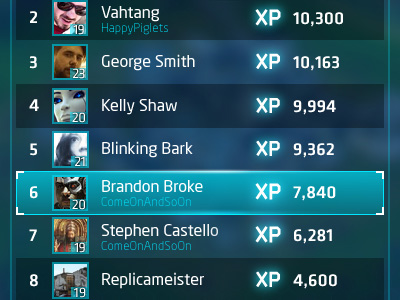 2 19 Vahtang XP 10,300
HappyPiglets
3 23 George Smith XP 10,163
4 20 Kelly Shaw XP 9,994
5 21 Blinking Bark XP 9,362
6 20 Brandon Broke XP 7,840
ComeOnAndSoOn
7 19 Stephen Castello XP 6,281
ComeOnAndSoOn
8 19 Replicameister XP 4,600